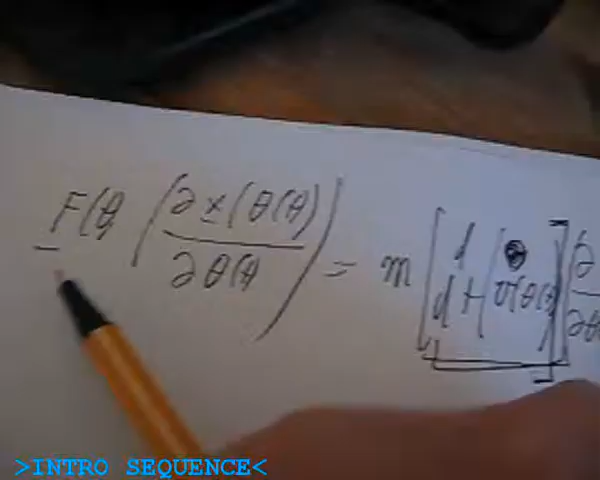 F(θ) (∂x(θ(t)) / ∂θ(t)) = m [d/dt (v(θ(t)))] (∂ / ∂θ
>INTRO SEQUENCE<